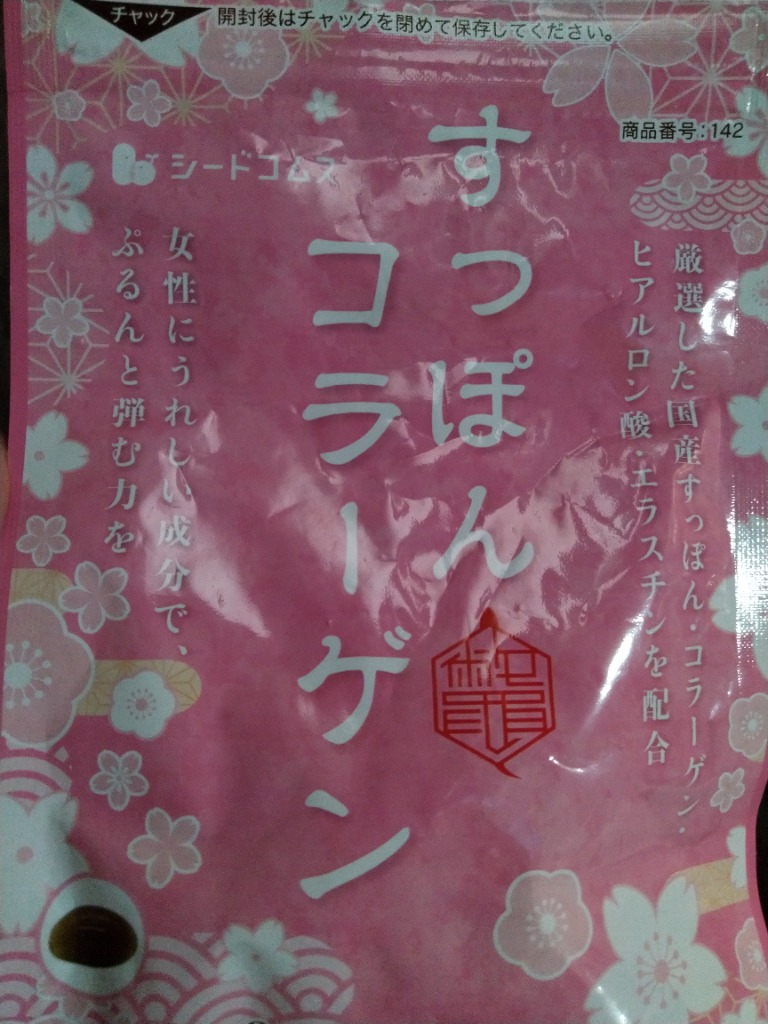 チャック
開封後はチャックを閉めて保存してください。
商品番号：142
シードコムス
厳選した国産すっぽん・コラーゲン・
ヒアルロン酸・エラスチンを配合
すっぽん
コラーゲン
女性にうれしい成分で、
ぷるんと弾む力を